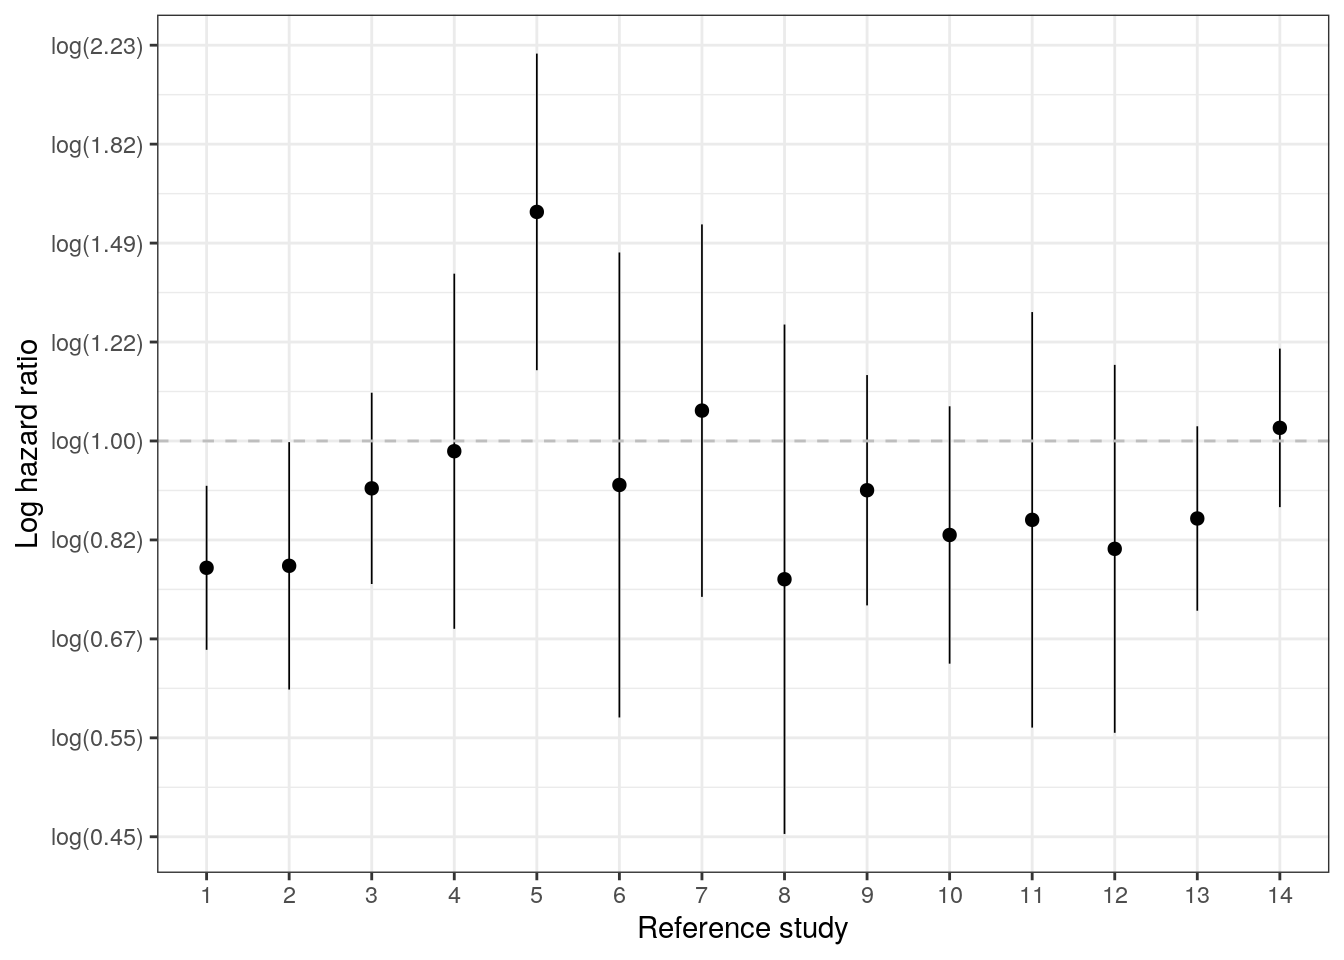 log(2.23)
log(1.82)
log(1.49)
log(1.22)
log(1.00)
log(0.82)
log(0.67)
log(0.55)
log(0.45)
Log hazard ratio
1 2 3 4 5 6 7 8 9 10 11 12 13 14
Reference study